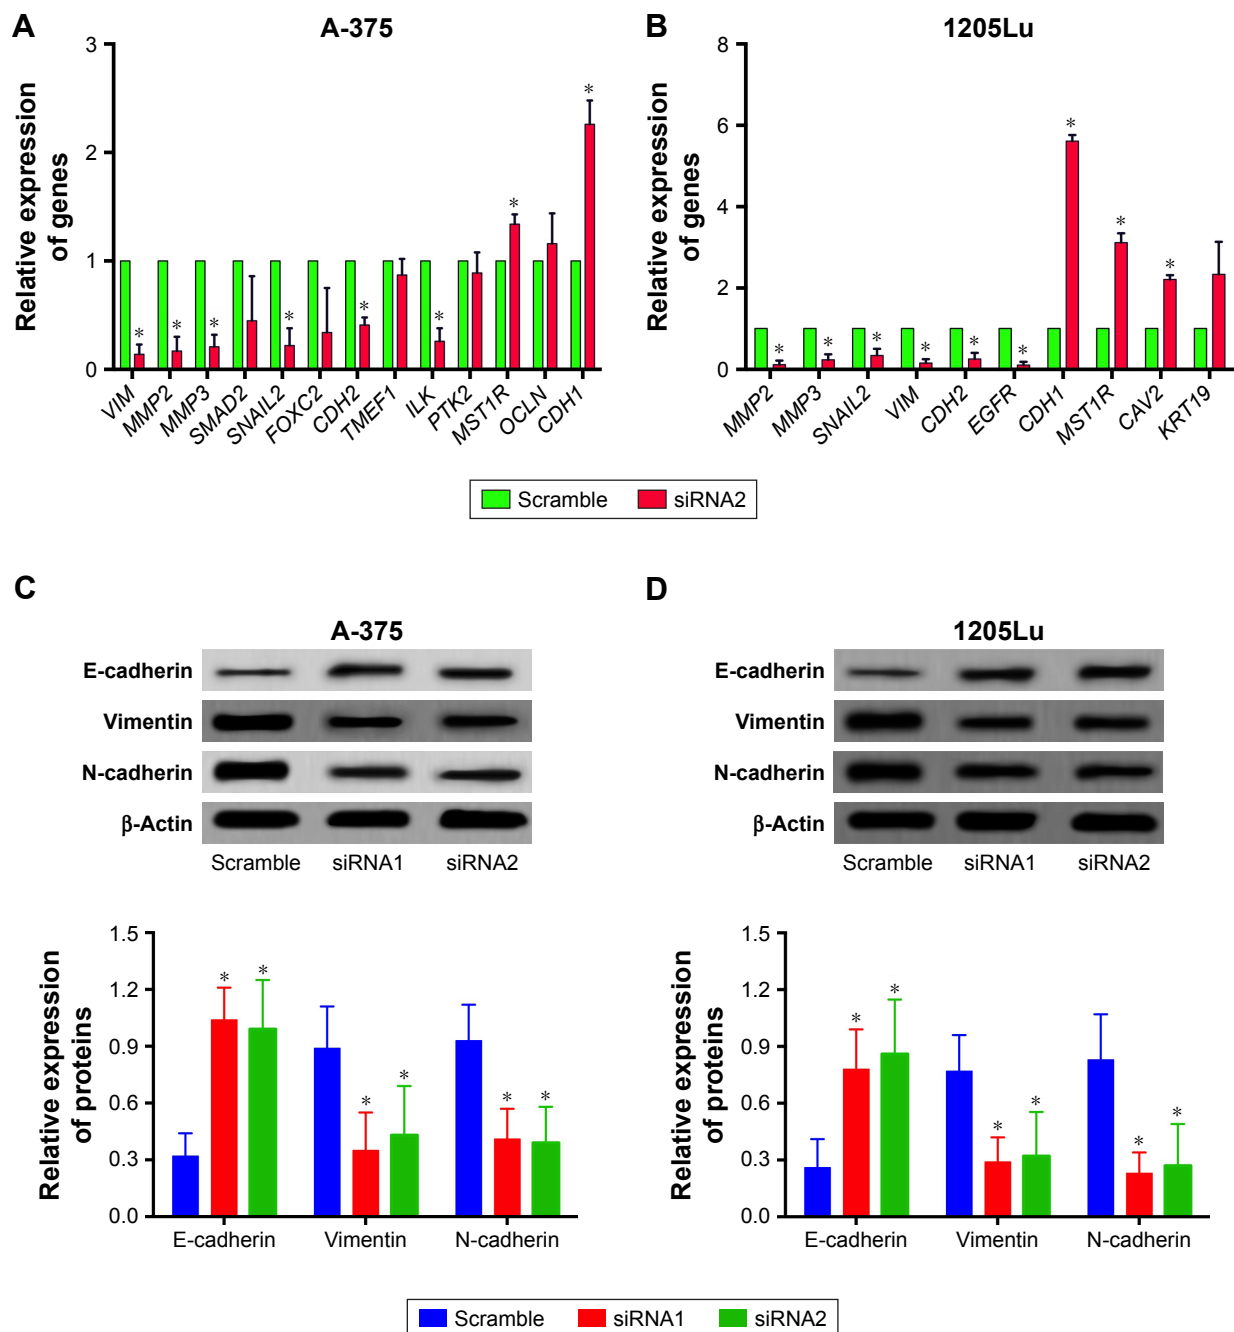 A
A-375
Relative expression
of genes
3
2
1
0
*
*
*
*
*
*
*
*
VIM
MMP2
MMP3
SMAD2
SNAIL2
FOXC2
CDH2
TMEF1
ILK
PTK2
MST1R
OCLN
CDH1
B
1205Lu
Relative expression
of genes
8
6
4
2
0
*
*
*
*
*
*
*
*
*
MMP2
MMP3
SNAIL2
VIM
CDH2
EGFR
CDH1
MST1R
CAV2
KRT19
Scramble siRNA2
C
A-375
E-cadherin
Vimentin
N-cadherin
β-Actin
Scramble siRNA1 siRNA2
Relative expression
of proteins
1.5
1.2
0.9
0.6
0.3
0.0
* *
* *
* *
E-cadherin Vimentin N-cadherin
D
1205Lu
E-cadherin
Vimentin
N-cadherin
β-Actin
Scramble siRNA1 siRNA2
Relative expression
of proteins
1.5
1.2
0.9
0.6
0.3
0.0
* *
* *
* *
E-cadherin Vimentin N-cadherin
Scramble siRNA1 siRNA2